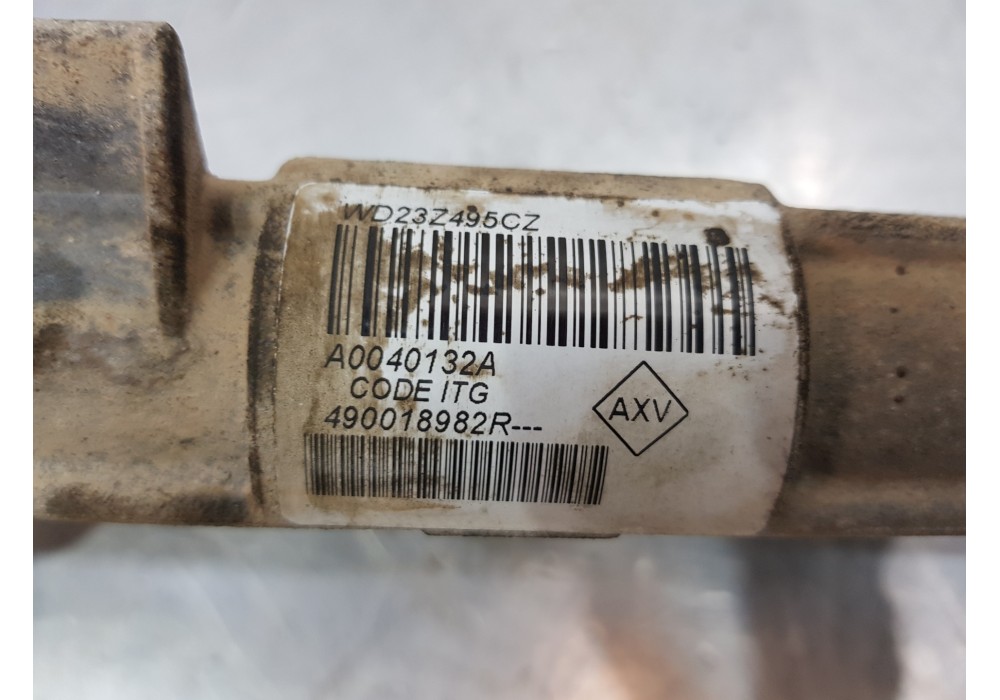 WD23Z495CZ
A0040132A
CODE ITG
490018982R---
AXV